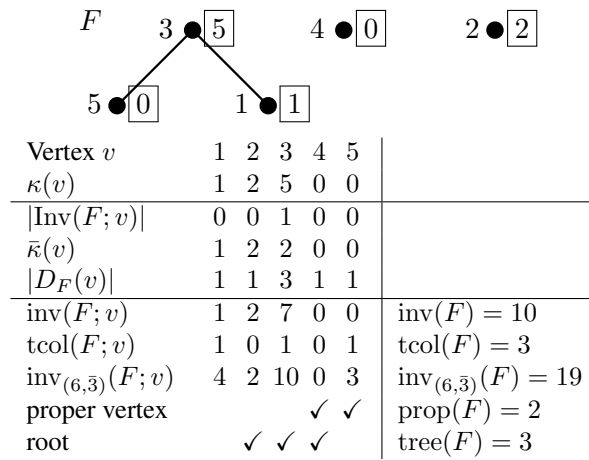 F 3 5 4 0 2 2
5 0 1 1
Vertex v 1 2 3 4 5
κ(v) 1 2 5 0 0
|Inv(F; v)| 0 0 1 0 0
κ̄(v) 1 2 2 0 0
|D_F(v)| 1 1 3 1 1
inv(F; v) 1 2 7 0 0 inv(F) = 10
tcol(F; v) 1 0 1 0 1 tcol(F) = 3
inv_(6,3̄)(F; v) 4 2 10 0 3 inv_(6,3̄)(F) = 19
proper vertex ✓ ✓ prop(F) = 2
root ✓ ✓ ✓ tree(F) = 3